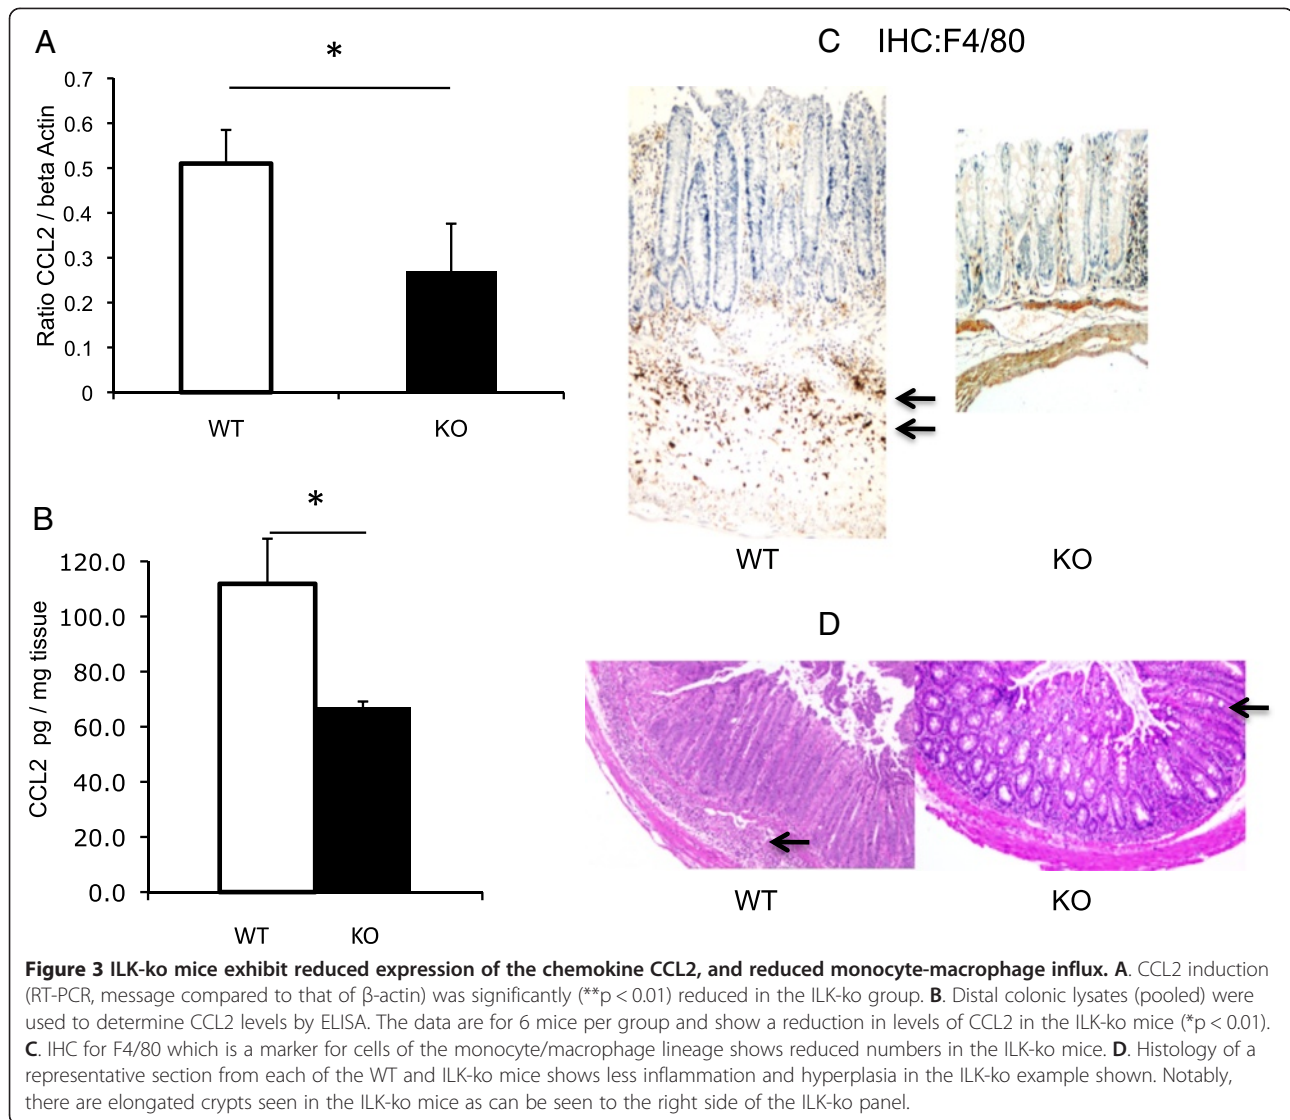 A
*
0.7
0.6
0.5
0.4
0.3
0.2
0.1
0
Ratio CCL2 / beta Actin
WT KO
B
*
120.0
100.0
80.0
60.0
40.0
20.0
0.0
CCL2 pg / mg tissue
WT KO
C IHC:F4/80
WT KO
D
WT KO
Figure 3 ILK-ko mice exhibit reduced expression of the chemokine CCL2, and reduced monocyte-macrophage influx. A. CCL2 induction
(RT-PCR, message compared to that of β-actin) was significantly (**p < 0.01) reduced in the ILK-ko group. B. Distal colonic lysates (pooled) were
used to determine CCL2 levels by ELISA. The data are for 6 mice per group and show a reduction in levels of CCL2 in the ILK-ko mice (*p < 0.01).
C. IHC for F4/80 which is a marker for cells of the monocyte/macrophage lineage shows reduced numbers in the ILK-ko mice. D. Histology of a
representative section from each of the WT and ILK-ko mice shows less inflammation and hyperplasia in the ILK-ko example shown. Notably,
there are elongated crypts seen in the ILK-ko mice as can be seen to the right side of the ILK-ko panel.